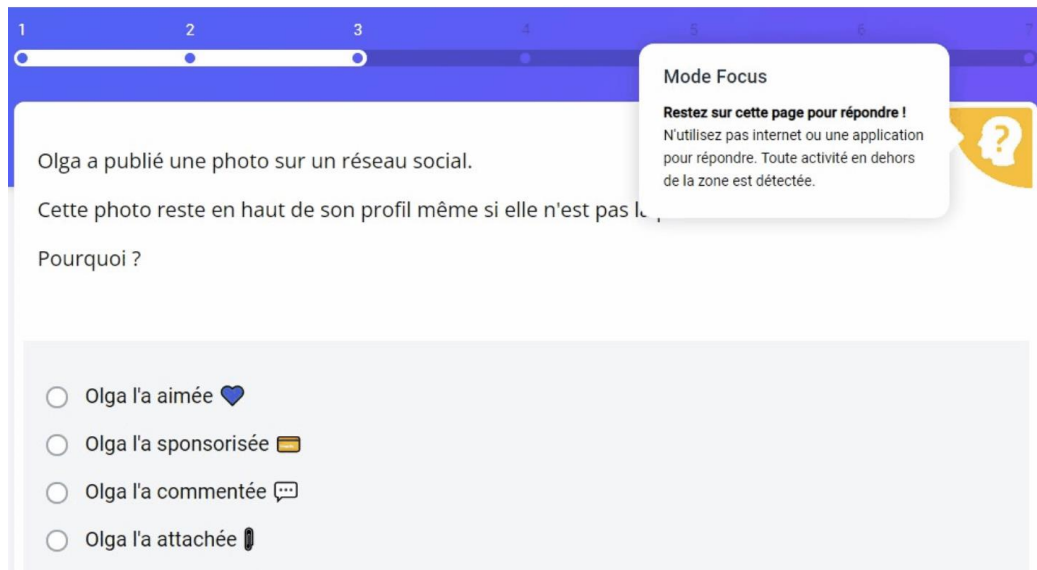 1 2 3 4 5 6 7
Mode Focus
Restez sur cette page pour répondre !
N'utilisez pas internet ou une application
pour répondre. Toute activité en dehors
de la zone est détectée.
?
Olga a publié une photo sur un réseau social.
Cette photo reste en haut de son profil même si elle n'est pas
Pourquoi ?
Olga l'a aimée
Olga l'a sponsorisée
Olga l'a commentée
Olga l'a attachée